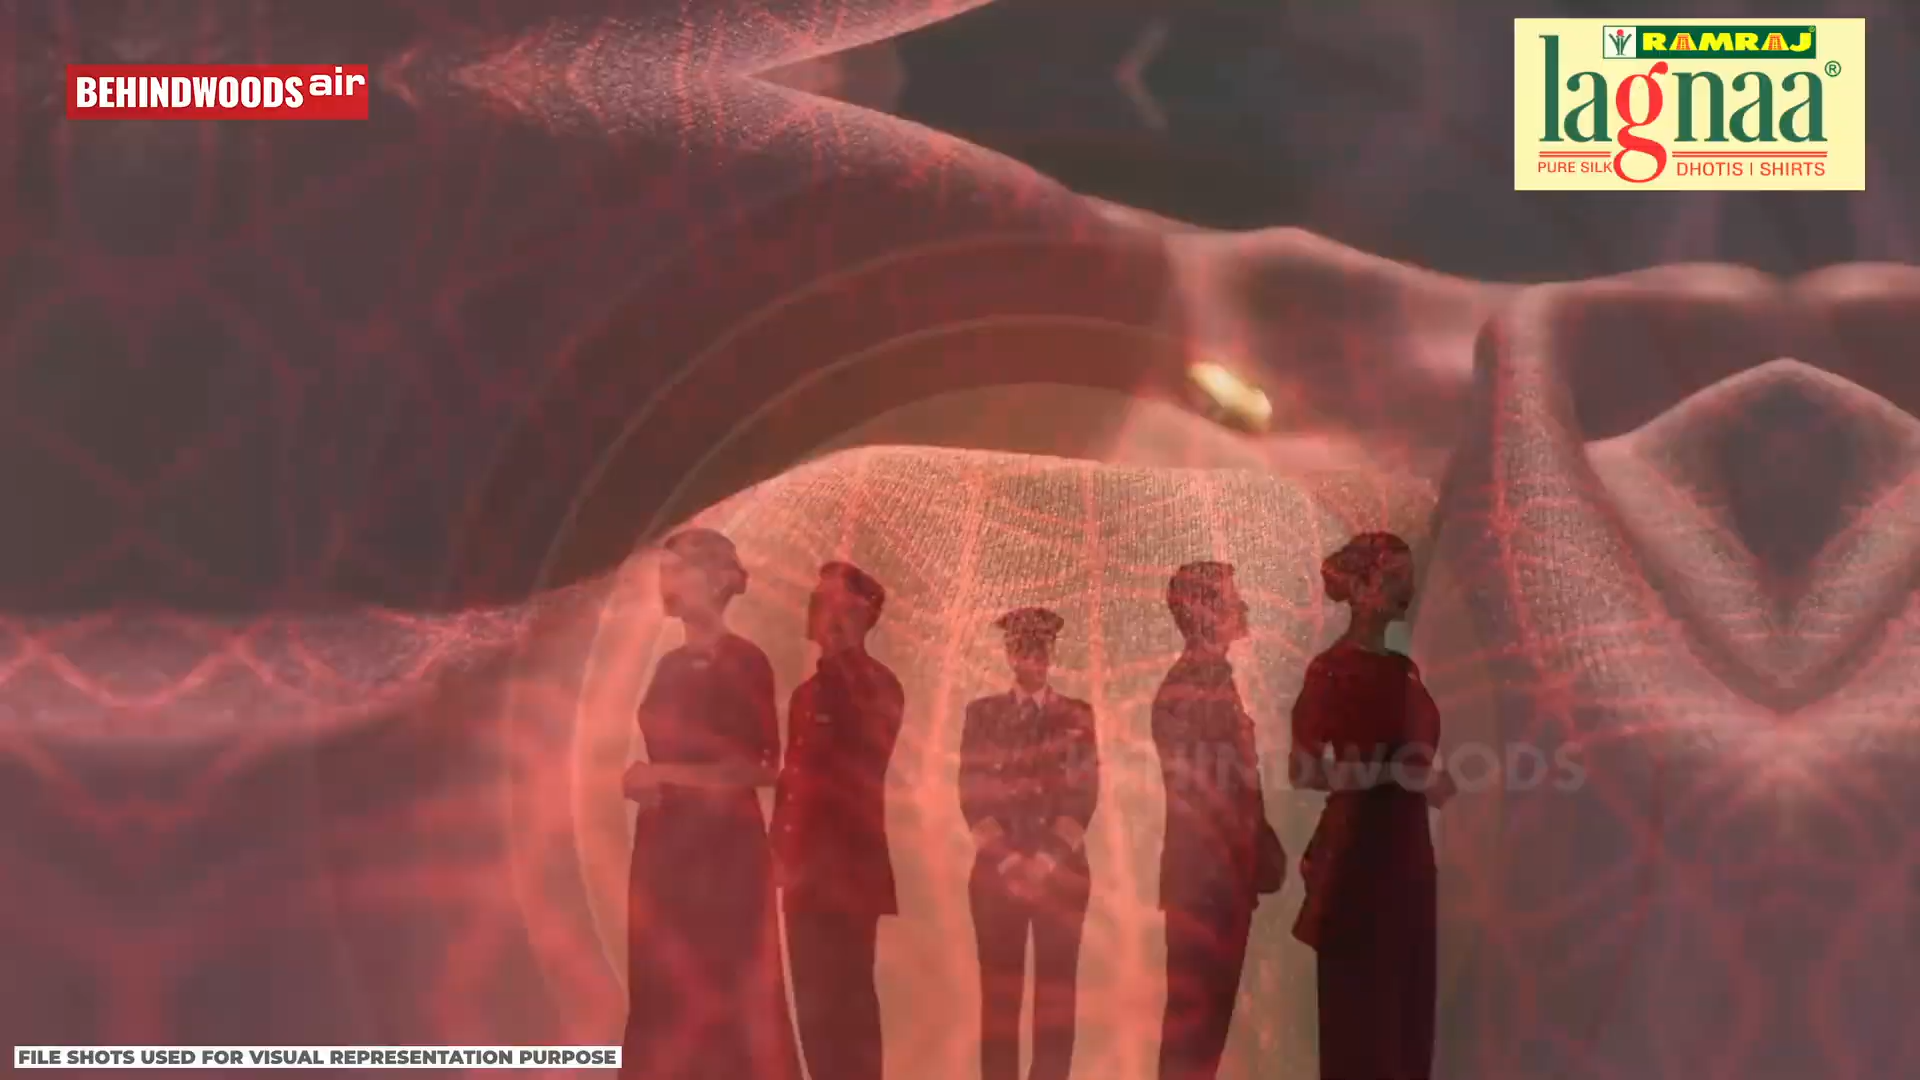 BEHINDWOODS air
RAMRAJ
lagnaa®
PURE SILK DHOTIS | SHIRTS
BEHINDWOODS
FILE SHOTS USED FOR VISUAL REPRESENTATION PURPOSE